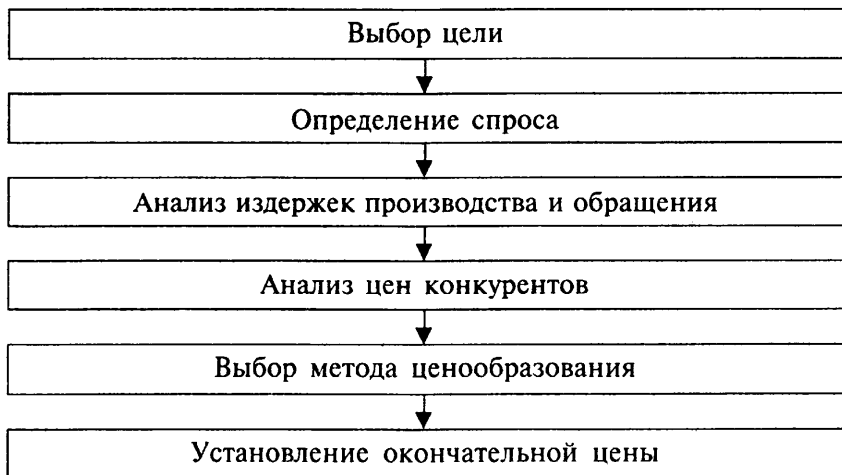 Выбор цели
Определение спроса
Анализ издержек производства и обращения
Анализ цен конкурентов
Выбор метода ценообразования
Установление окончательной цены